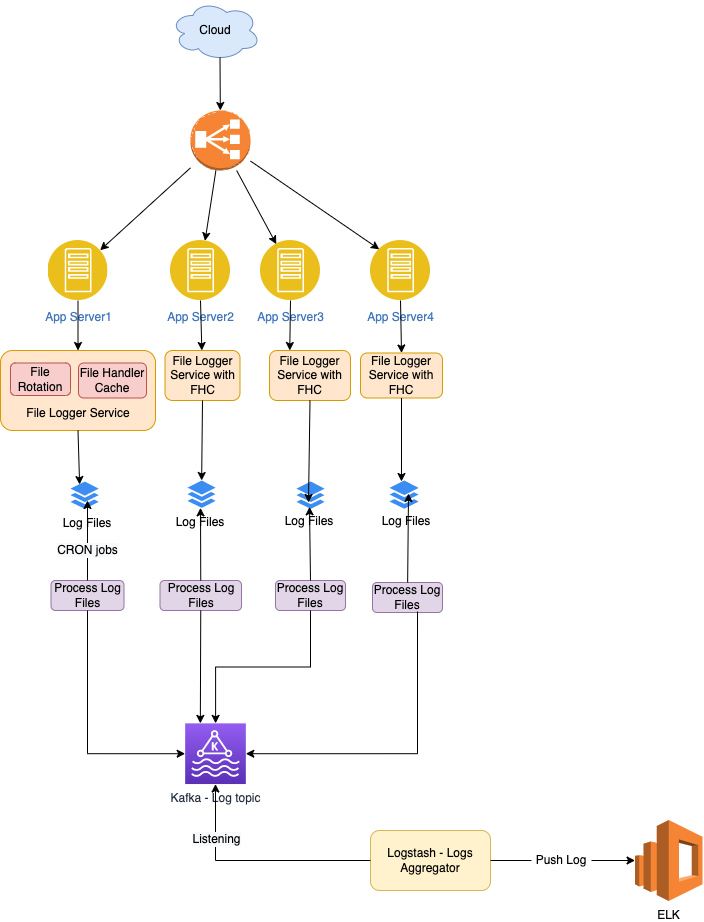 Cloud
App Server1
App Server2
App Server3
App Server4
File
Rotation
File Handler
Cache
File Logger Service
File Logger
Service with
FHC
File Logger
Service with
FHC
File Logger
Service with
FHC
Log Files
Log Files
Log Files
Log Files
CRON jobs
Process Log
Files
Process Log
Files
Process Log
Files
Process Log
Files
K
Kafka - Log topic
Listening
Logstash - Logs
Aggregator
Push Log
ELK